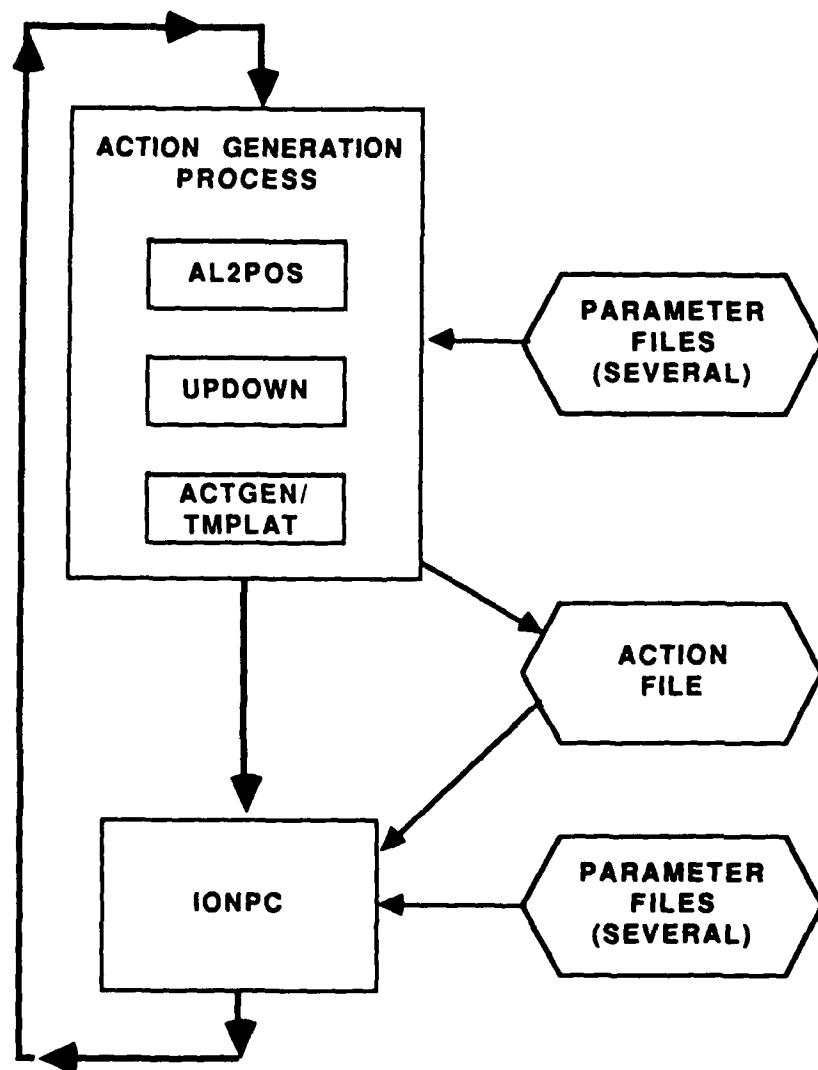 ACTION GENERATION
PROCESS
AL2POS
UPDOWN
ACTGEN/
TMPLAT
PARAMETER
FILES
(SEVERAL)
ACTION
FILE
IONPC
PARAMETER
FILES
(SEVERAL)